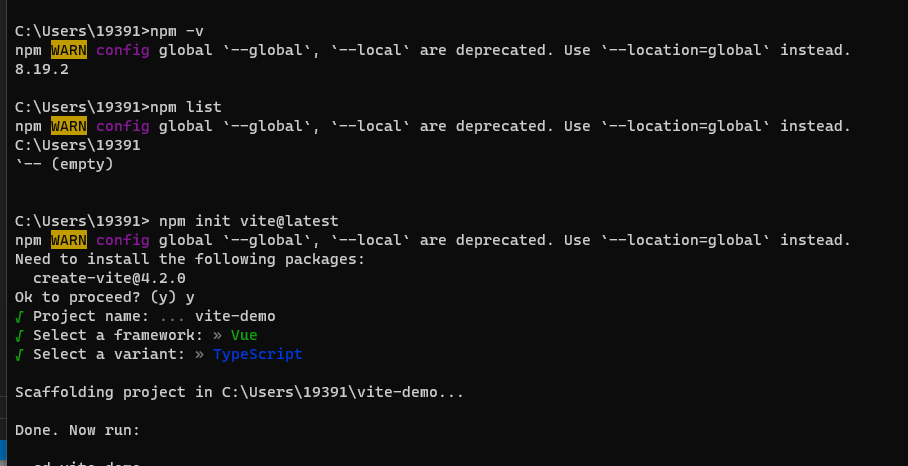 C:\Users\19391>npm -v
npm WARN config global `--global`, `--local` are deprecated. Use `--location=global` instead.
8.19.2
C:\Users\19391>npm list
npm WARN config global `--global`, `--local` are deprecated. Use `--location=global` instead.
C:\Users\19391
`-- (empty)
C:\Users\19391> npm init vite@latest
npm WARN config global `--global`, `--local` are deprecated. Use `--location=global` instead.
Need to install the following packages:
  create-vite@4.2.0
Ok to proceed? (y) y
√ Project name: ... vite-demo
√ Select a framework: » Vue
√ Select a variant: » TypeScript
Scaffolding project in C:\Users\19391\vite-demo...
Done. Now run:
  cd vite-demo